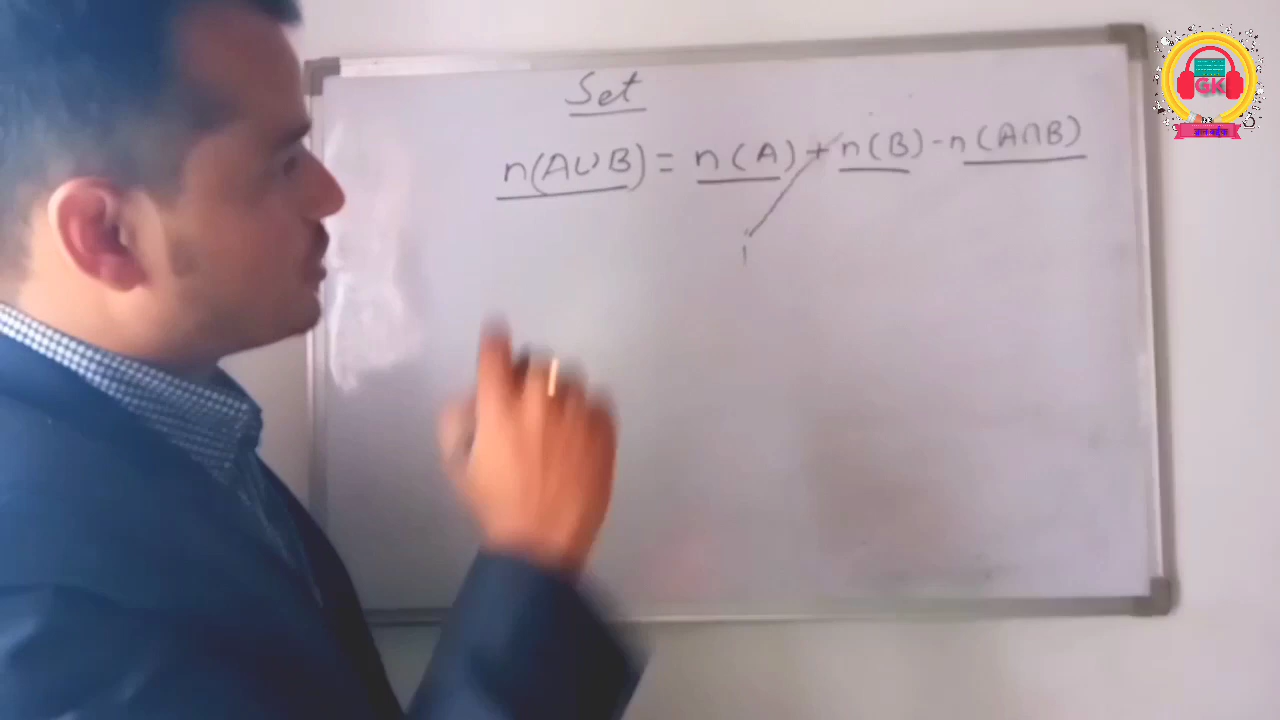 Set
n(A∪B) = n(A) + n(B) - n(A∩B)
GK